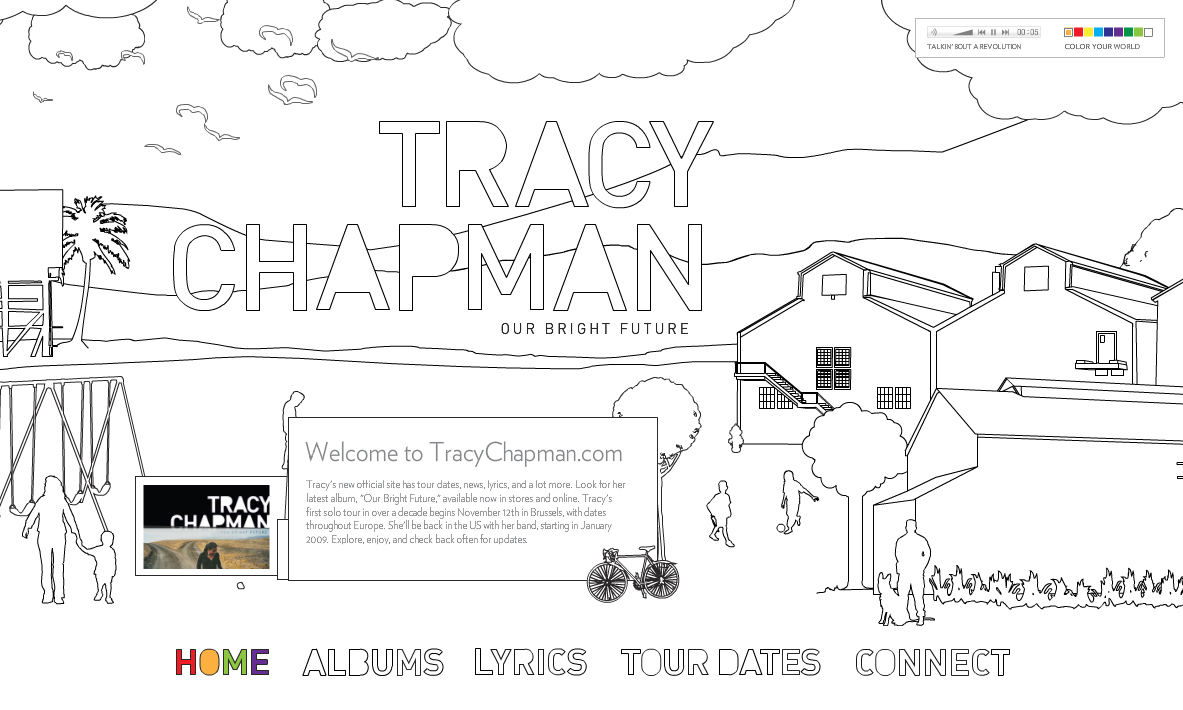 00:05
TALKIN' BOUT A REVOLUTION
COLOR YOUR WORLD
TRACY
CHAPMAN
OUR BRIGHT FUTURE
Welcome to TracyChapman.com
Tracy's new official site has tour dates, news, lyrics, and a lot more. Look for her
latest album, "Our Bright Future," available now in stores and online. Tracy's
first solo tour in over a decade begins November 12th in Brussels, with dates
throughout Europe. She'll be back in the US with her band, starting in January
2009. Explore, enjoy, and check back often for updates.
TRACY
CHAPMAN
HOME
ALBUMS
LYRICS
TOUR DATES
CONNECT